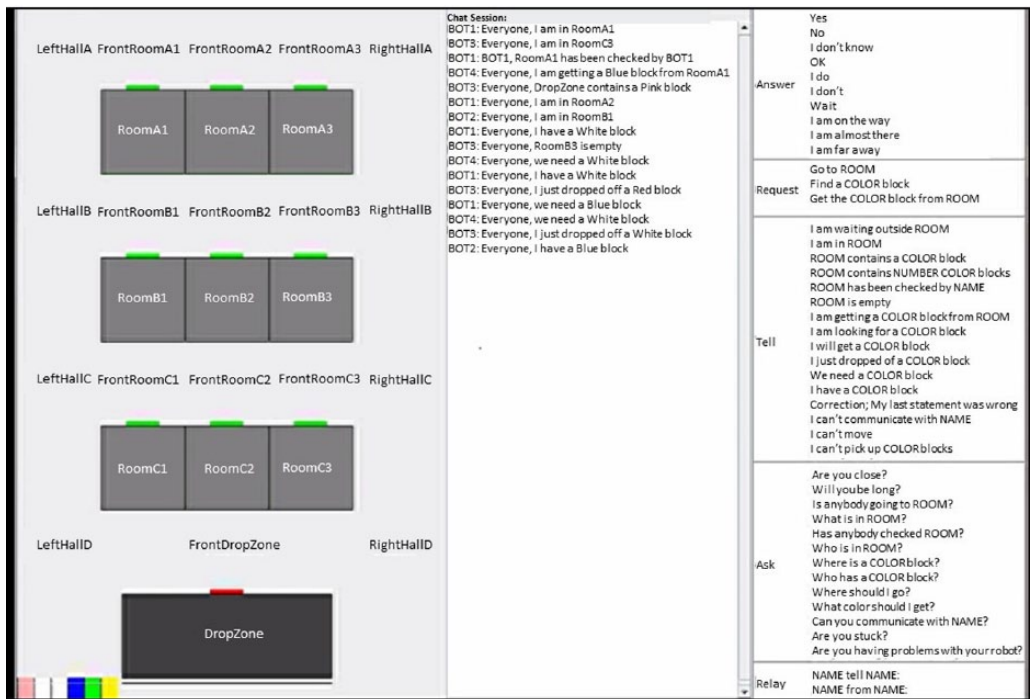 LeftHallA FrontRoomA1 FrontRoomA2 FrontRoomA3 RightHallA
RoomA1 RoomA2 RoomA3
LeftHallB FrontRoomB1 FrontRoomB2 FrontRoomB3 RightHallB
RoomB1 RoomB2 RoomB3
LeftHallC FrontRoomC1 FrontRoomC2 FrontRoomC3 RightHallC
RoomC1 RoomC2 RoomC3
LeftHallD FrontDropZone RightHallD
DropZone
Chat Session:
BOT1: Everyone, I am in RoomA1
BOT3: Everyone, I am in RoomC3
BOT1: BOT1, RoomA1 has been checked by BOT1
BOT4: Everyone, I am getting a Blue block from RoomA1
BOT3: Everyone, DropZone contains a Pink block
BOT1: Everyone, I am in RoomA2
BOT2: Everyone, I am in RoomB1
BOT1: Everyone, I have a White block
BOT3: Everyone, RoomB3 is empty
BOT4: Everyone, we need a White block
BOT1: Everyone, I have a White block
BOT3: Everyone, I just dropped off a Red block
BOT1: Everyone, we need a Blue block
BOT4: Everyone, we need a White block
BOT3: Everyone, I just dropped off a White block
BOT2: Everyone, I have a Blue block
Answer
Yes
No
I don't know
OK
I do
I don't
Wait
I am on the way
I am almost there
I am far away
Request
Go to ROOM
Find a COLOR block
Get the COLOR block from ROOM
Tell
I am waiting outside ROOM
I am in ROOM
ROOM contains a COLOR block
ROOM contains NUMBER COLOR blocks
ROOM has been checked by NAME
ROOM is empty
I am getting a COLOR block from ROOM
I am looking for a COLOR block
I will get a COLOR block
I just dropped of a COLOR block
We need a COLOR block
I have a COLOR block
Correction; My last statement was wrong
I can't communicate with NAME
I can't move
I can't pick up COLOR blocks
Ask
Are you close?
Will you be long?
Is anybody going to ROOM?
What is in ROOM?
Has anybody checked ROOM?
Who is in ROOM?
Where is a COLOR block?
Who has a COLOR block?
Where should I go?
What color should I get?
Can you communicate with NAME?
Are you stuck?
Are you having problems with your robot?
Relay
NAME tell NAME:
NAME from NAME: